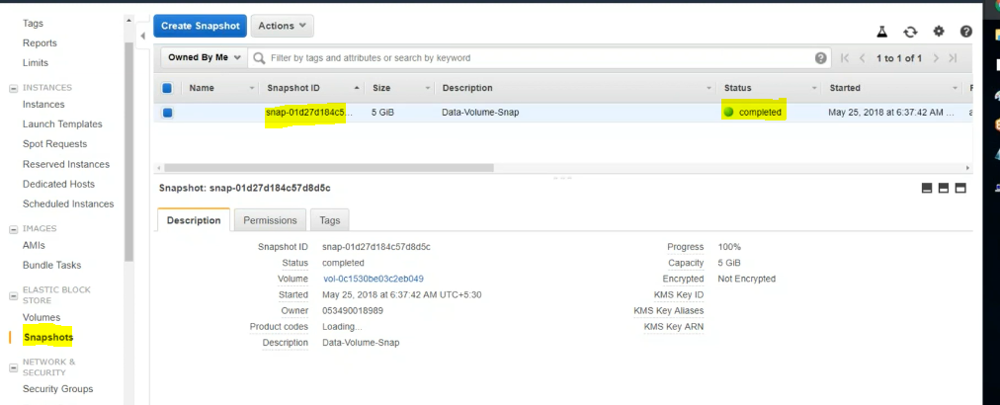 Tags
Reports
Limits
INSTANCES
Instances
Launch Templates
Spot Requests
Reserved Instances
Dedicated Hosts
Scheduled Instances
IMAGES
AMIs
Bundle Tasks
ELASTIC BLOCK
STORE
Volumes
Snapshots
NETWORK &
SECURITY
Security Groups
Create Snapshot Actions
Owned By Me Filter by tags and attributes or search by keyword 1 to 1 of 1
Name Snapshot ID Size Description Status Started
snap-01d27d184c5... 5 GiB Data-Volume-Snap completed May 25, 2018 at 6:37:42 AM ...
Snapshot: snap-01d27d184c57d8d5c
Description Permissions Tags
Snapshot ID snap-01d27d184c57d8d5c Progress 100%
Status completed Capacity 5 GiB
Volume vol-0c1530be03c2eb049 Encrypted Not Encrypted
Started May 25, 2018 at 6:37:42 AM UTC+5:30 KMS Key ID
Owner 053490018989 KMS Key Aliases
Product codes Loading... KMS Key ARN
Description Data-Volume-Snap